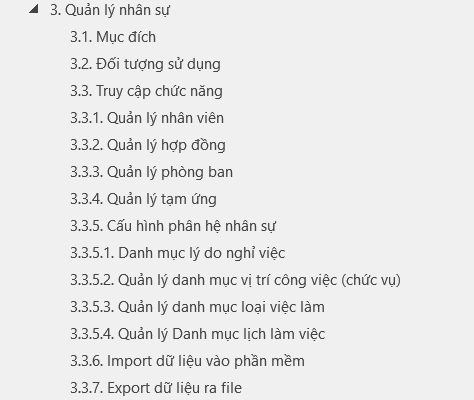 3. Quản lý nhân sự
3.1. Mục đích
3.2. Đối tượng sử dụng
3.3. Truy cập chức năng
3.3.1. Quản lý nhân viên
3.3.2. Quản lý hợp đồng
3.3.3. Quản lý phòng ban
3.3.4. Quản lý tạm ứng
3.3.5. Cấu hình phân hệ nhân sự
3.3.5.1. Danh mục lý do nghỉ việc
3.3.5.2. Quản lý danh mục vị trí công việc (chức vụ)
3.3.5.3. Quản lý danh mục loại việc làm
3.3.5.4. Quản lý Danh mục lịch làm việc
3.3.6. Import dữ liệu vào phần mềm
3.3.7. Export dữ liệu ra file